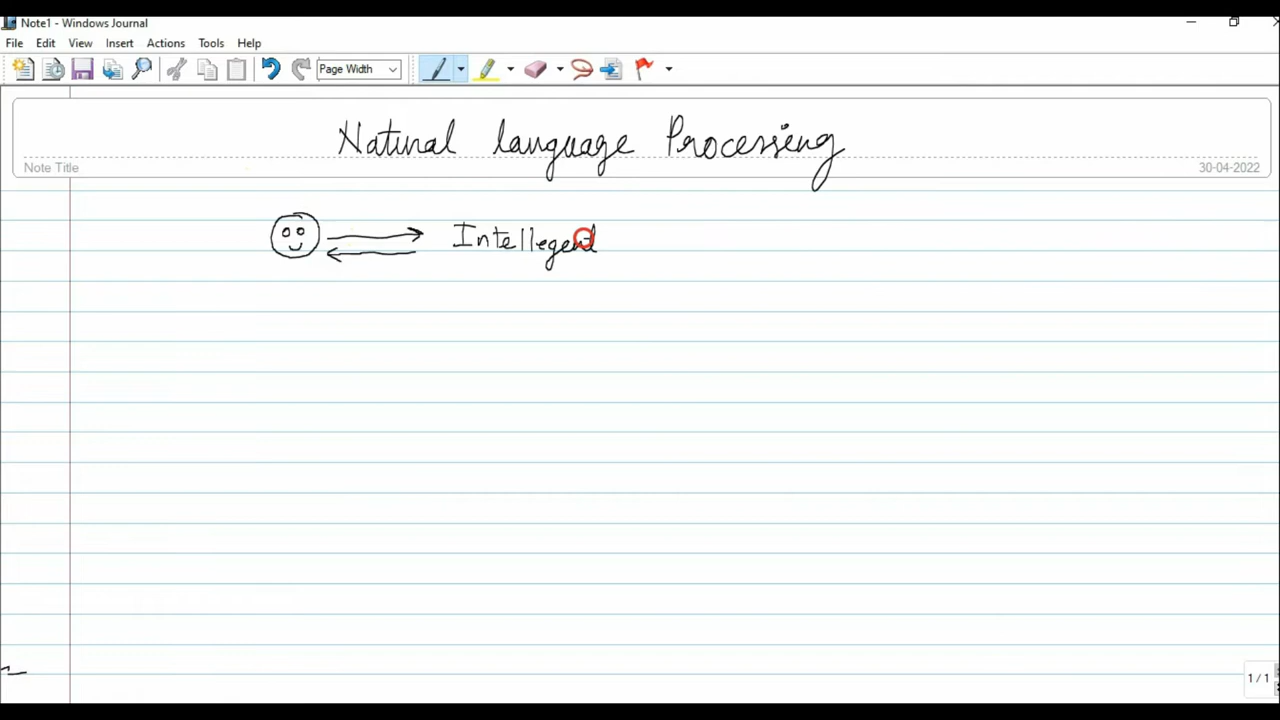 Note1 - Windows Journal
File Edit View Insert Actions Tools Help
Page Width
Natural language Processing
Note Title
30-04-2022
Intellegent
1 / 1